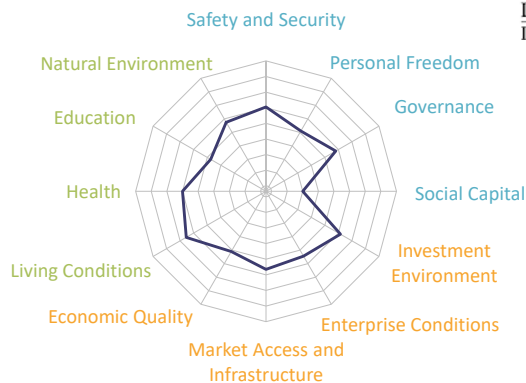 Safety and Security
Natural Environment
Personal Freedom
Education
Governance
Health
Social Capital
Investment
Environment
Living Conditions
Economic Quality
Enterprise Conditions
Market Access and
Infrastructure